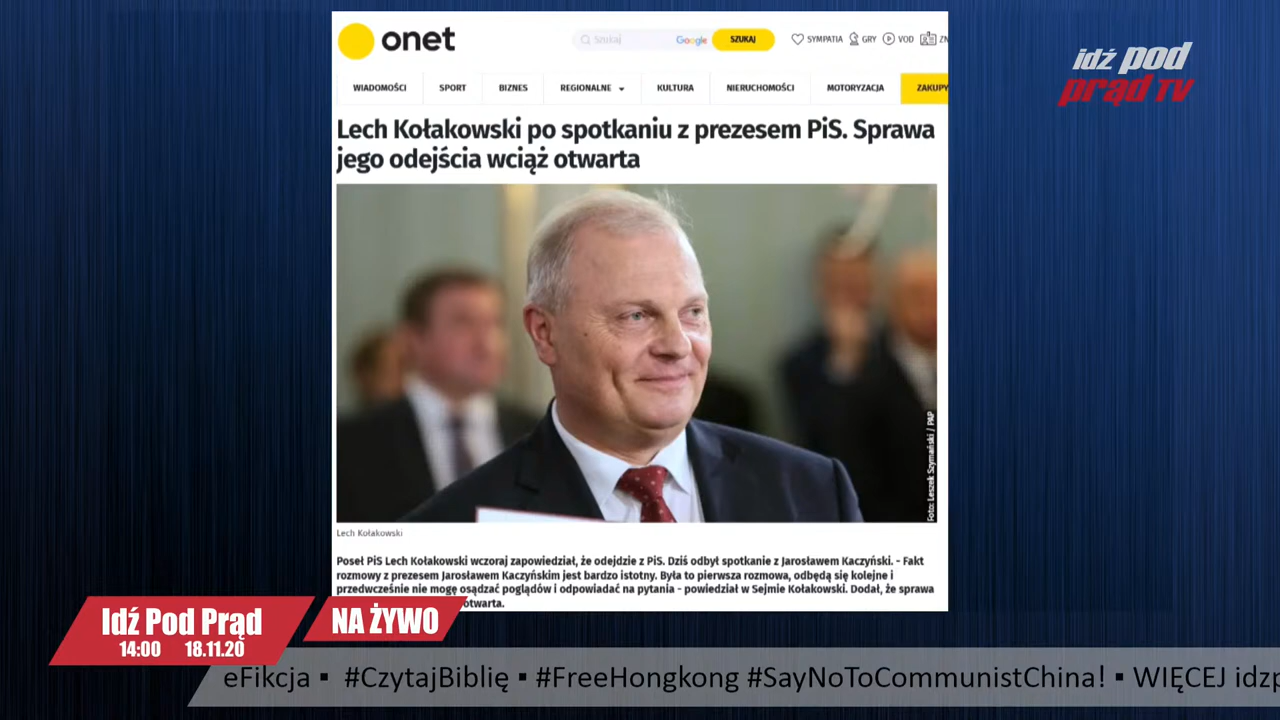 onet
Szukaj
Google
SZUKAJ
SYMPATIA
GRY
VOD
WIADOMOŚCI
SPORT
BIZNES
REGIONALNE
KULTURA
NIERUCHOMOŚCI
MOTORYZACJA
ZAKUPY
idź pod
prąd TV
Lech Kołakowski po spotkaniu z prezesem PiS. Sprawa
jego odejścia wciąż otwarta
Foto: Leszek Szymański / PAP
Lech Kołakowski
Poseł PiS Lech Kołakowski wczoraj zapowiedział, że odejdzie z PiS. Dziś odbył spotkanie z Jarosławem Kaczyński. - Fakt
rozmowy z prezesem Jarosławem Kaczyńskim jest bardzo istotny. Była to pierwsza rozmowa, odbędą się kolejne i
przedwcześnie nie mogę osądzać poglądów i odpowiadać na pytania - powiedział w Sejmie Kołakowski. Dodał, że sprawa
otwarta.
Idź Pod Prąd
14:00 18.11.20
NA ŻYWO
eFikcja ▪ #CzytajBiblię ▪ #FreeHongkong #SayNoToCommunistChina! ▪ WIĘCEJ idzp